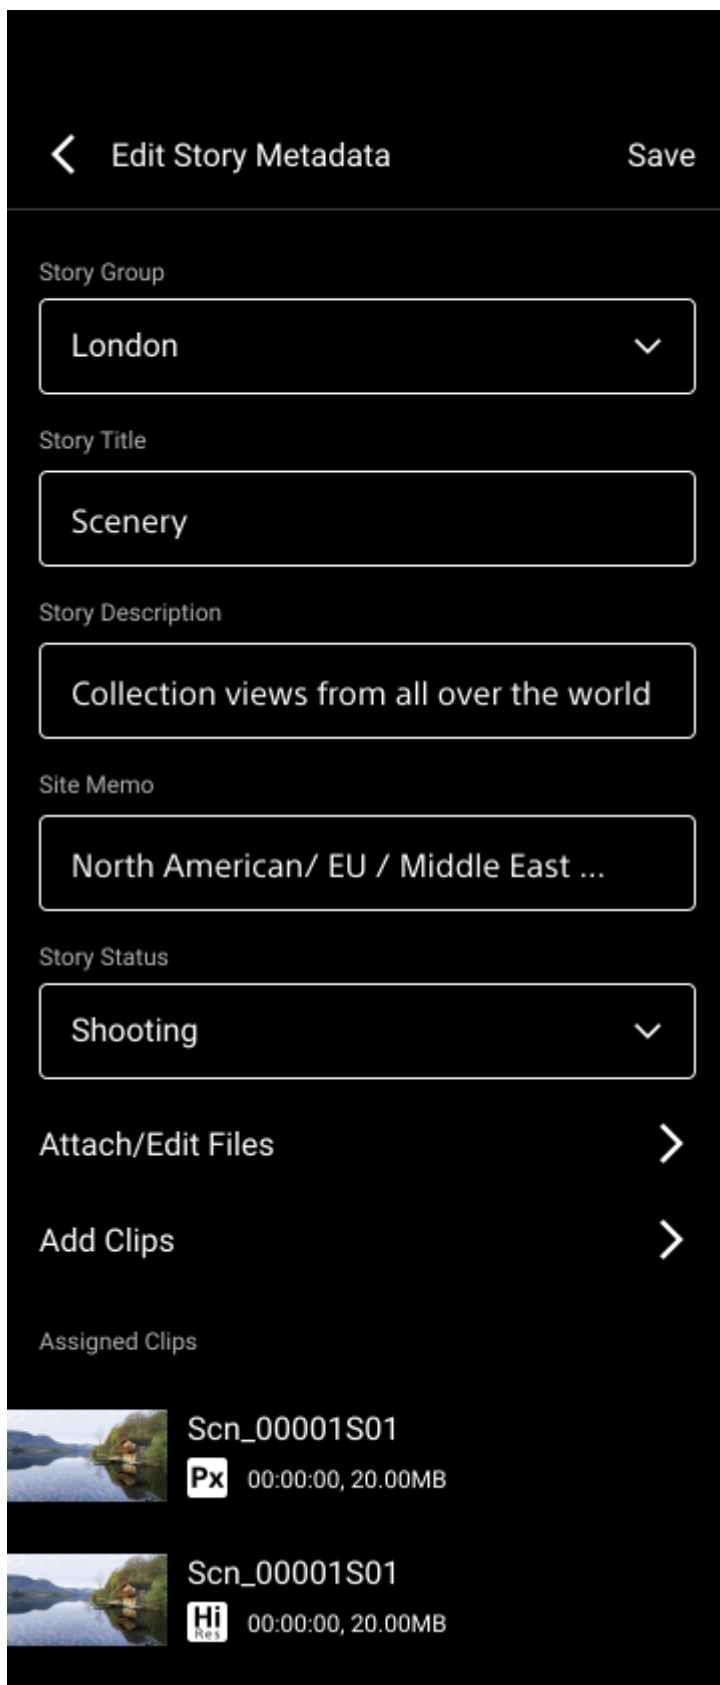 Edit Story Metadata Save
Story Group
London
Story Title
Scenery
Story Description
Collection views from all over the world
Site Memo
North American/ EU / Middle East ...
Story Status
Shooting
Attach/Edit Files
Add Clips
Assigned Clips
Scn_00001S01
Px 00:00:00, 20.00MB
Scn_00001S01
Hi Res 00:00:00, 20.00MB